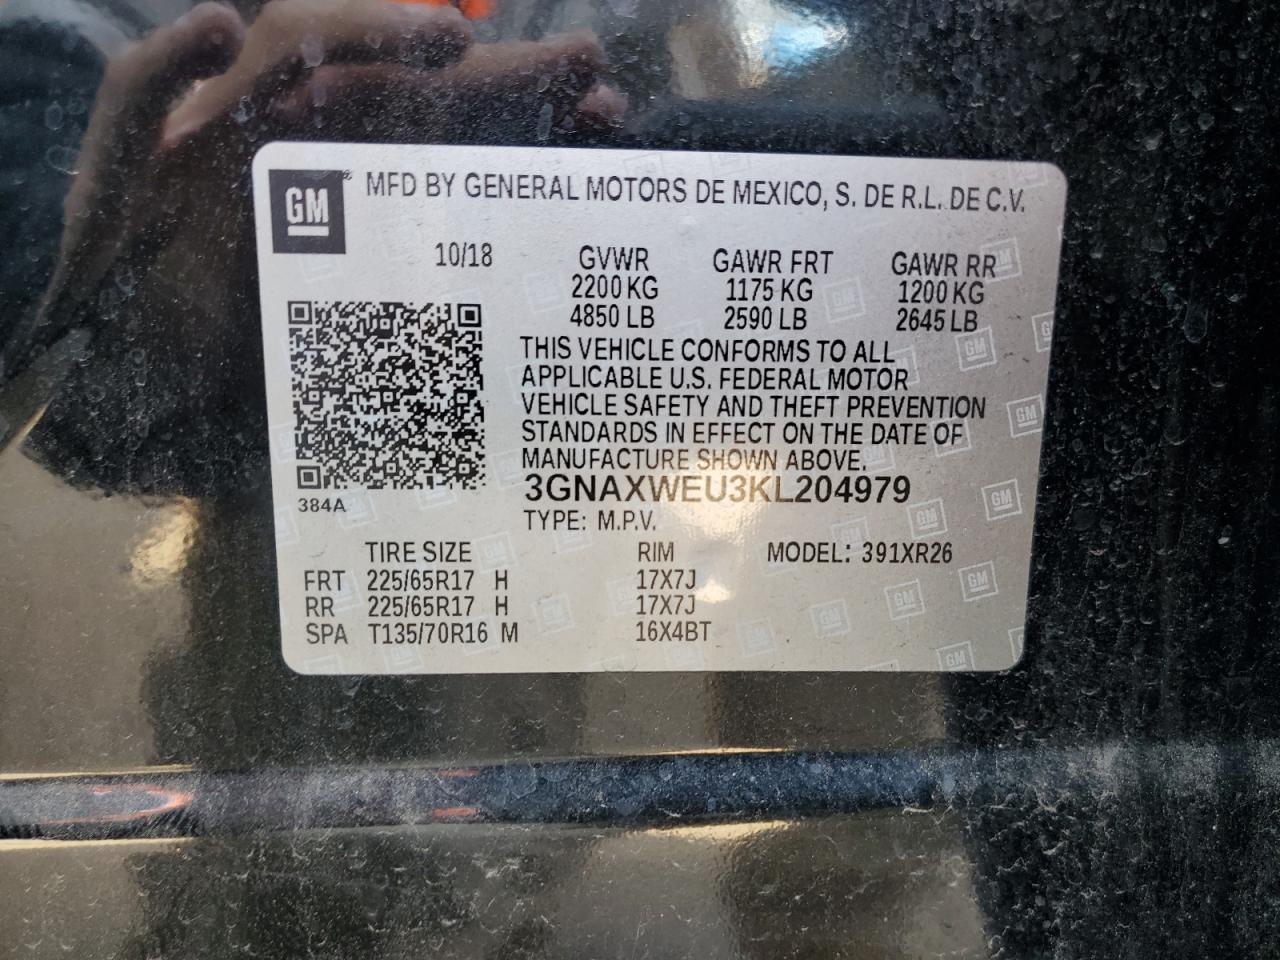 GM
MFD BY GENERAL MOTORS DE MEXICO, S. DE R.L. DE C.V.
10/18 GVWR GAWR FRT GAWR RR
2200 KG 1175 KG 1200 KG
4850 LB 2590 LB 2645 LB
THIS VEHICLE CONFORMS TO ALL
APPLICABLE U.S. FEDERAL MOTOR
VEHICLE SAFETY AND THEFT PREVENTION
STANDARDS IN EFFECT ON THE DATE OF
MANUFACTURE SHOWN ABOVE.
3GNAXWEU3KL204979
384A
TYPE: M.P.V.
TIRE SIZE RIM MODEL: 391XR26
FRT 225/65R17 H 17X7J
RR 225/65R17 H 17X7J
SPA T135/70R16 M 16X4BT